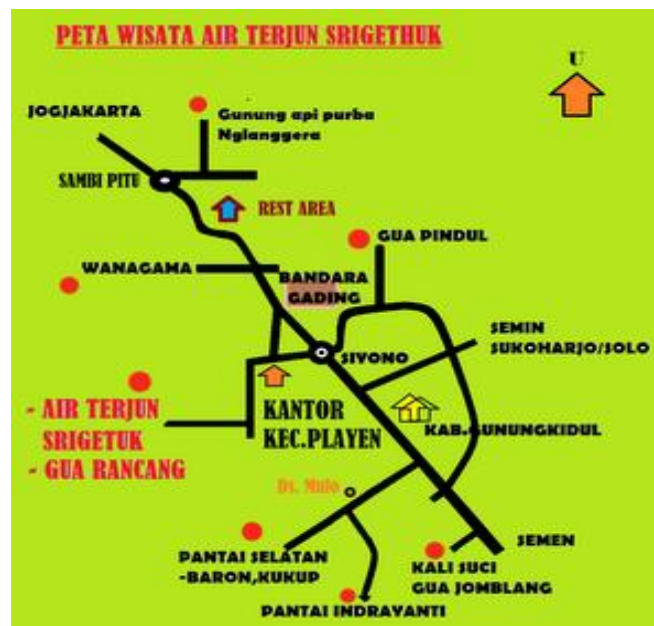 PETA WISATA AIR TERJUN SRIGETHUK
U
JOGJAKARTA
Gunung api purba
Nglanggera
SAMBI PITU
REST AREA
GUA PINDUL
WANAGAMA
BANDARA
GADING
SEMIN
SUKOHARJO/SOLO
SIYONO
- AIR TERJUN
SRIGETUK
- GUA RANCANG
KANTOR
KEC.PLAYEN
KAB.GUNUNGKIDUL
Ds. Mulo
SEMEN
PANTAI SELATAN
-BARON,KUKUP
KALI SUCI
GUA JOMBLANG
PANTAI INDRAYANTI